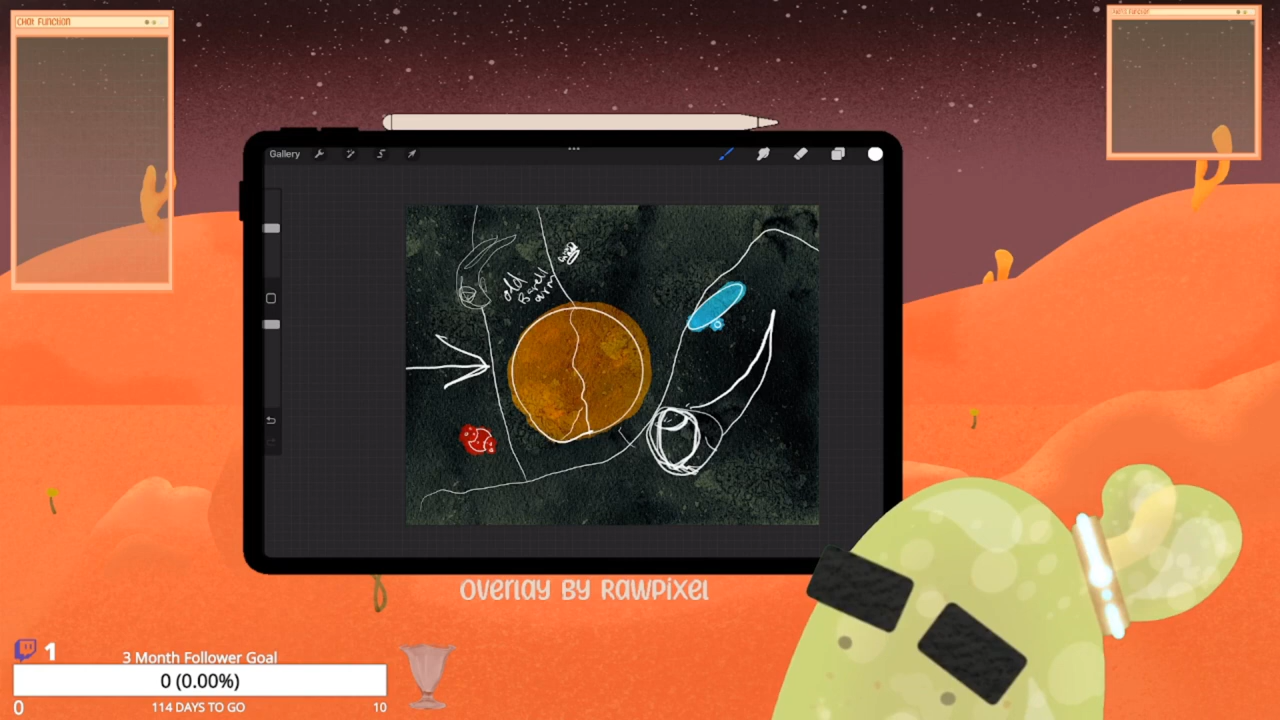 CHAT FUNCTION
Gallery
old
Barell
arm
OVERLAY BY RAWPIXEL
1
3 Month Follower Goal
0 (0.00%)
0
114 DAYS TO GO
10